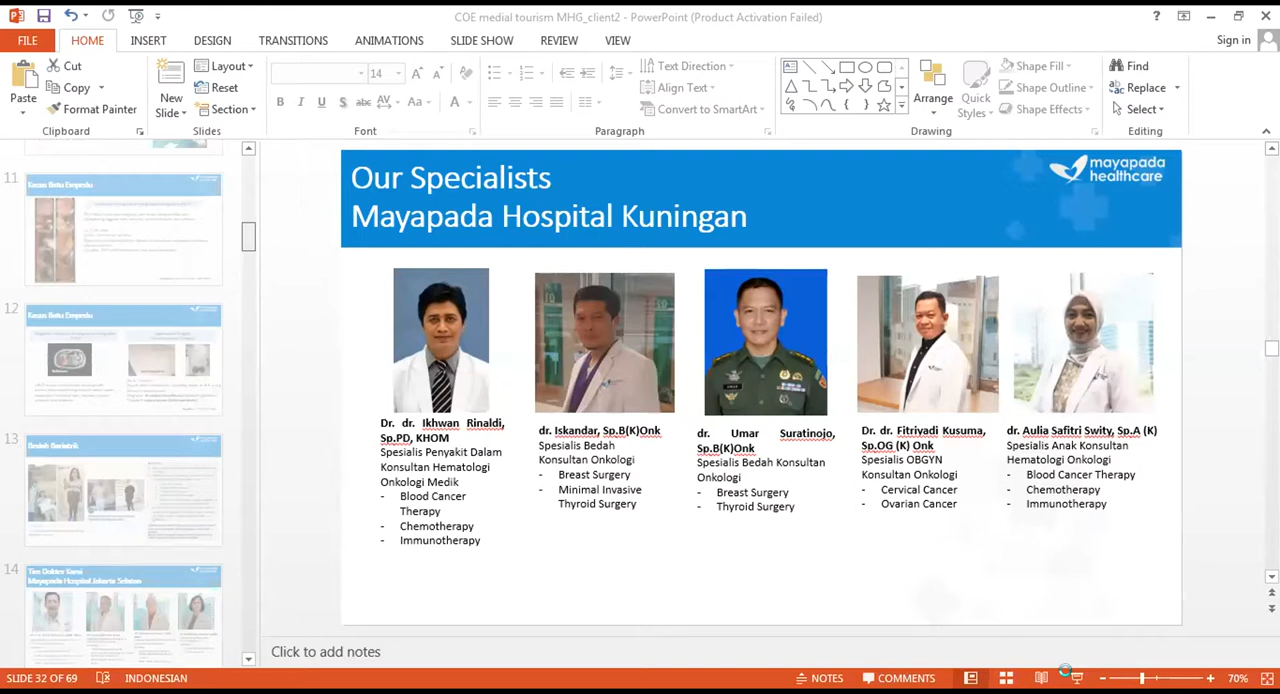 COE medial tourism MHG_client2 - PowerPoint (Product Activation Failed)
FILE HOME INSERT DESIGN TRANSITIONS ANIMATIONS SLIDE SHOW REVIEW VIEW Sign in
Paste
Cut
Copy
Format Painter
Clipboard
New
Slide
Layout
Reset
Section
Slides
14
Font
Paragraph
Text Direction
Align Text
Convert to SmartArt
Arrange
Quick
Styles
Shape Fill
Shape Outline
Shape Effects
Drawing
Find
Replace
Select
Editing
11
Kasus Batu Empedu
12
Kasus Batu Empedu
13
Bedah Geriatrik
14
Tim Dokter Kami
Mayapada Hospital Jakarta Selatan
Our Specialists
Mayapada Hospital Kuningan
mayapada
healthcare
Dr. dr. Ikhwan Rinaldi,
Sp.PD, KHOM
Spesialis Penyakit Dalam
Konsultan Hematologi
Onkologi Medik
- Blood Cancer
Therapy
- Chemotherapy
- Immunotherapy
dr. Iskandar, Sp.B(K)Onk
Spesialis Bedah
Konsultan Onkologi
- Breast Surgery
- Minimal Invasive
Thyroid Surgery
dr. Umar Suratinojo,
Sp.B(K)Onk
Spesialis Bedah Konsultan
Onkologi
- Breast Surgery
- Thyroid Surgery
Dr. dr. Fitriyadi Kusuma,
Sp.OG (K) Onk
Spesialis OBGYN
Konsultan Onkologi
- Cervical Cancer
- Ovarian Cancer
dr. Aulia Safitri Swity, Sp.A (K)
Spesialis Anak Konsultan
Hematologi Onkologi
- Blood Cancer Therapy
- Chemotherapy
- Immunotherapy
Click to add notes
SLIDE 32 OF 69 INDONESIAN NOTES COMMENTS 70%